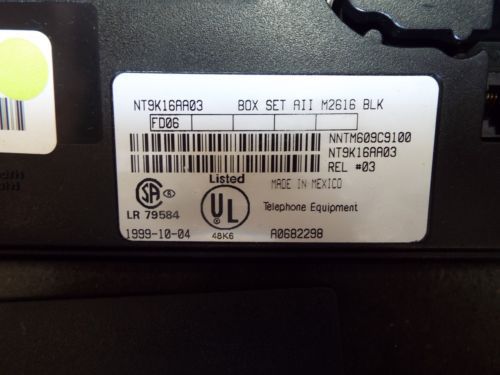 NT9K16AA03 BOX SET AII M2616 BLK
FD06
NNTM609C9100
NT9K16AA03
REL #03
Listed
MADE IN MEXICO
SA
LR 79584
UL
Telephone Equipment
1999-10-04
48K6
A0682298